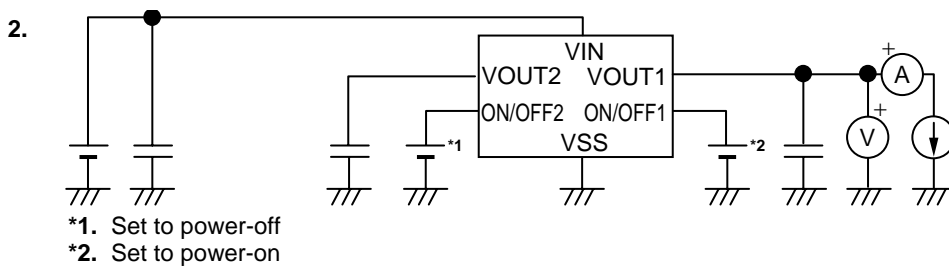 2.
VIN
VOUT2 VOUT1
ON/OFF2 ON/OFF1
VSS
*1
*2
+
A
+
V
*1. Set to power-off
*2. Set to power-on